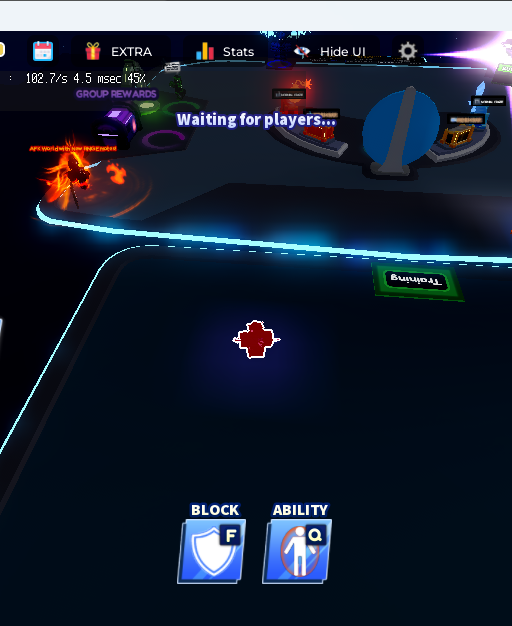 EXTRA
Stats
Hide UI
: 102.7/s 4.5 msec 45%
GROUP REWARDS
Waiting for players...
Training
BLOCK
ABILITY
F
Q